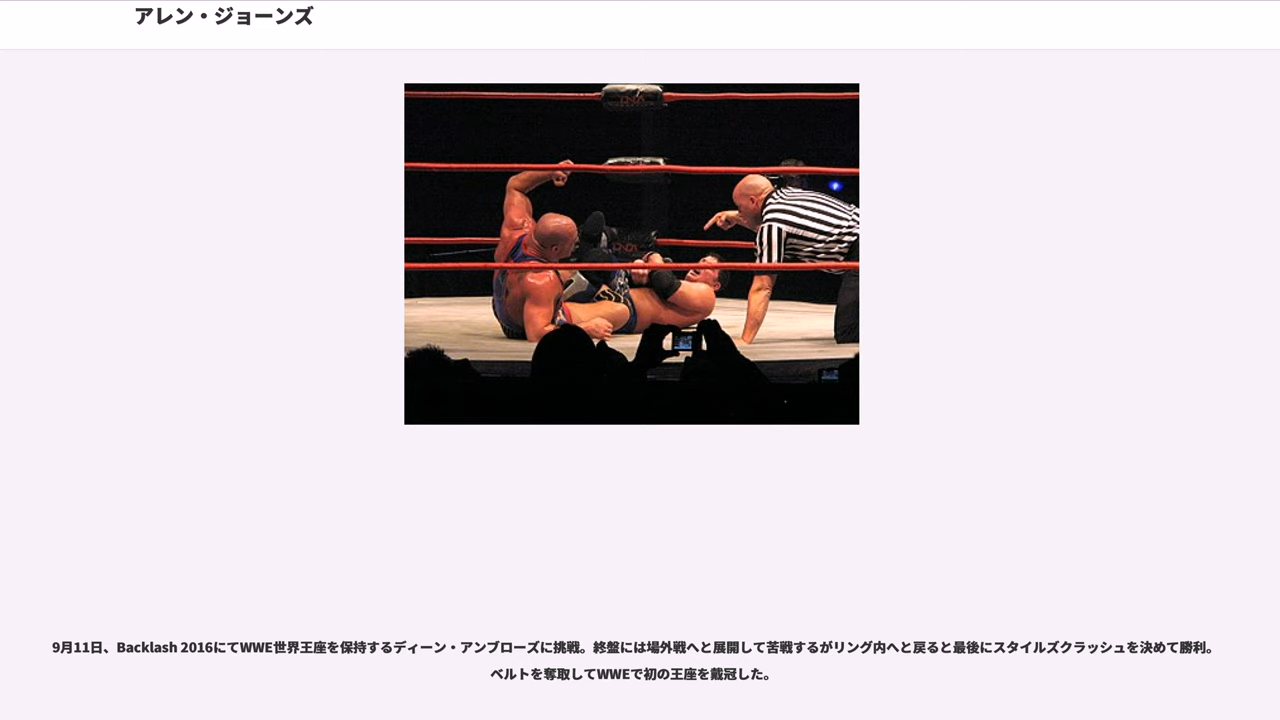 アレン・ジョーンズ
TNA
TNA
9月11日、Backlash 2016にてWWE世界王座を保持するディーン・アンブローズに挑戦。終盤には場外戦へと展開して苦戦するがリング内へと戻ると最後にスタイルズクラッシュを決めて勝利。
ベルトを奪取してWWEで初の王座を戴冠した。